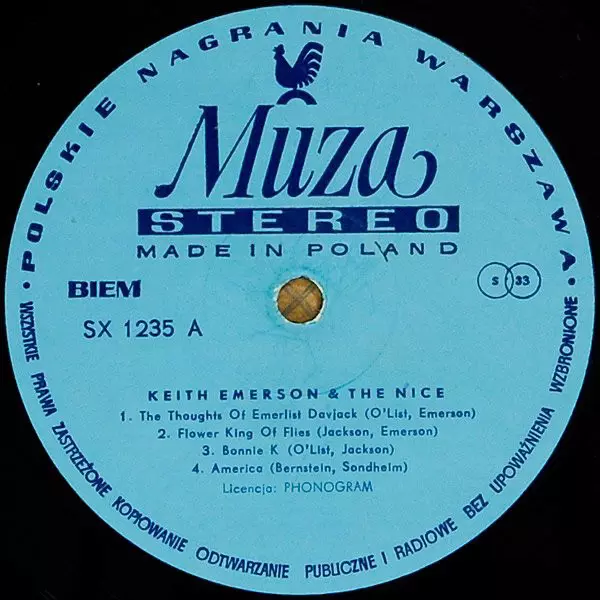 • POLSKIE NAGRANIA WARSZAWA •
Muza
STEREO
MADE IN POLAND
BIEM
S 33
SX 1235 A
KEITH EMERSON & THE NICE
1. The Thoughts Of Emerlist Davjack (O'List, Emerson)
2. Flower King Of Flies (Jackson, Emerson)
3. Bonnie K (O'List, Jackson)
4. America (Bernstein, Sondheim)
Licencja: PHONOGRAM
WSZYSTKIE PRAWA ZASTRZEŻONE KOPIOWANIE ODTWARZANIE PUBLICZNE I RADIOWE BEZ UPOWAŻNIENIA WZBRONIONE